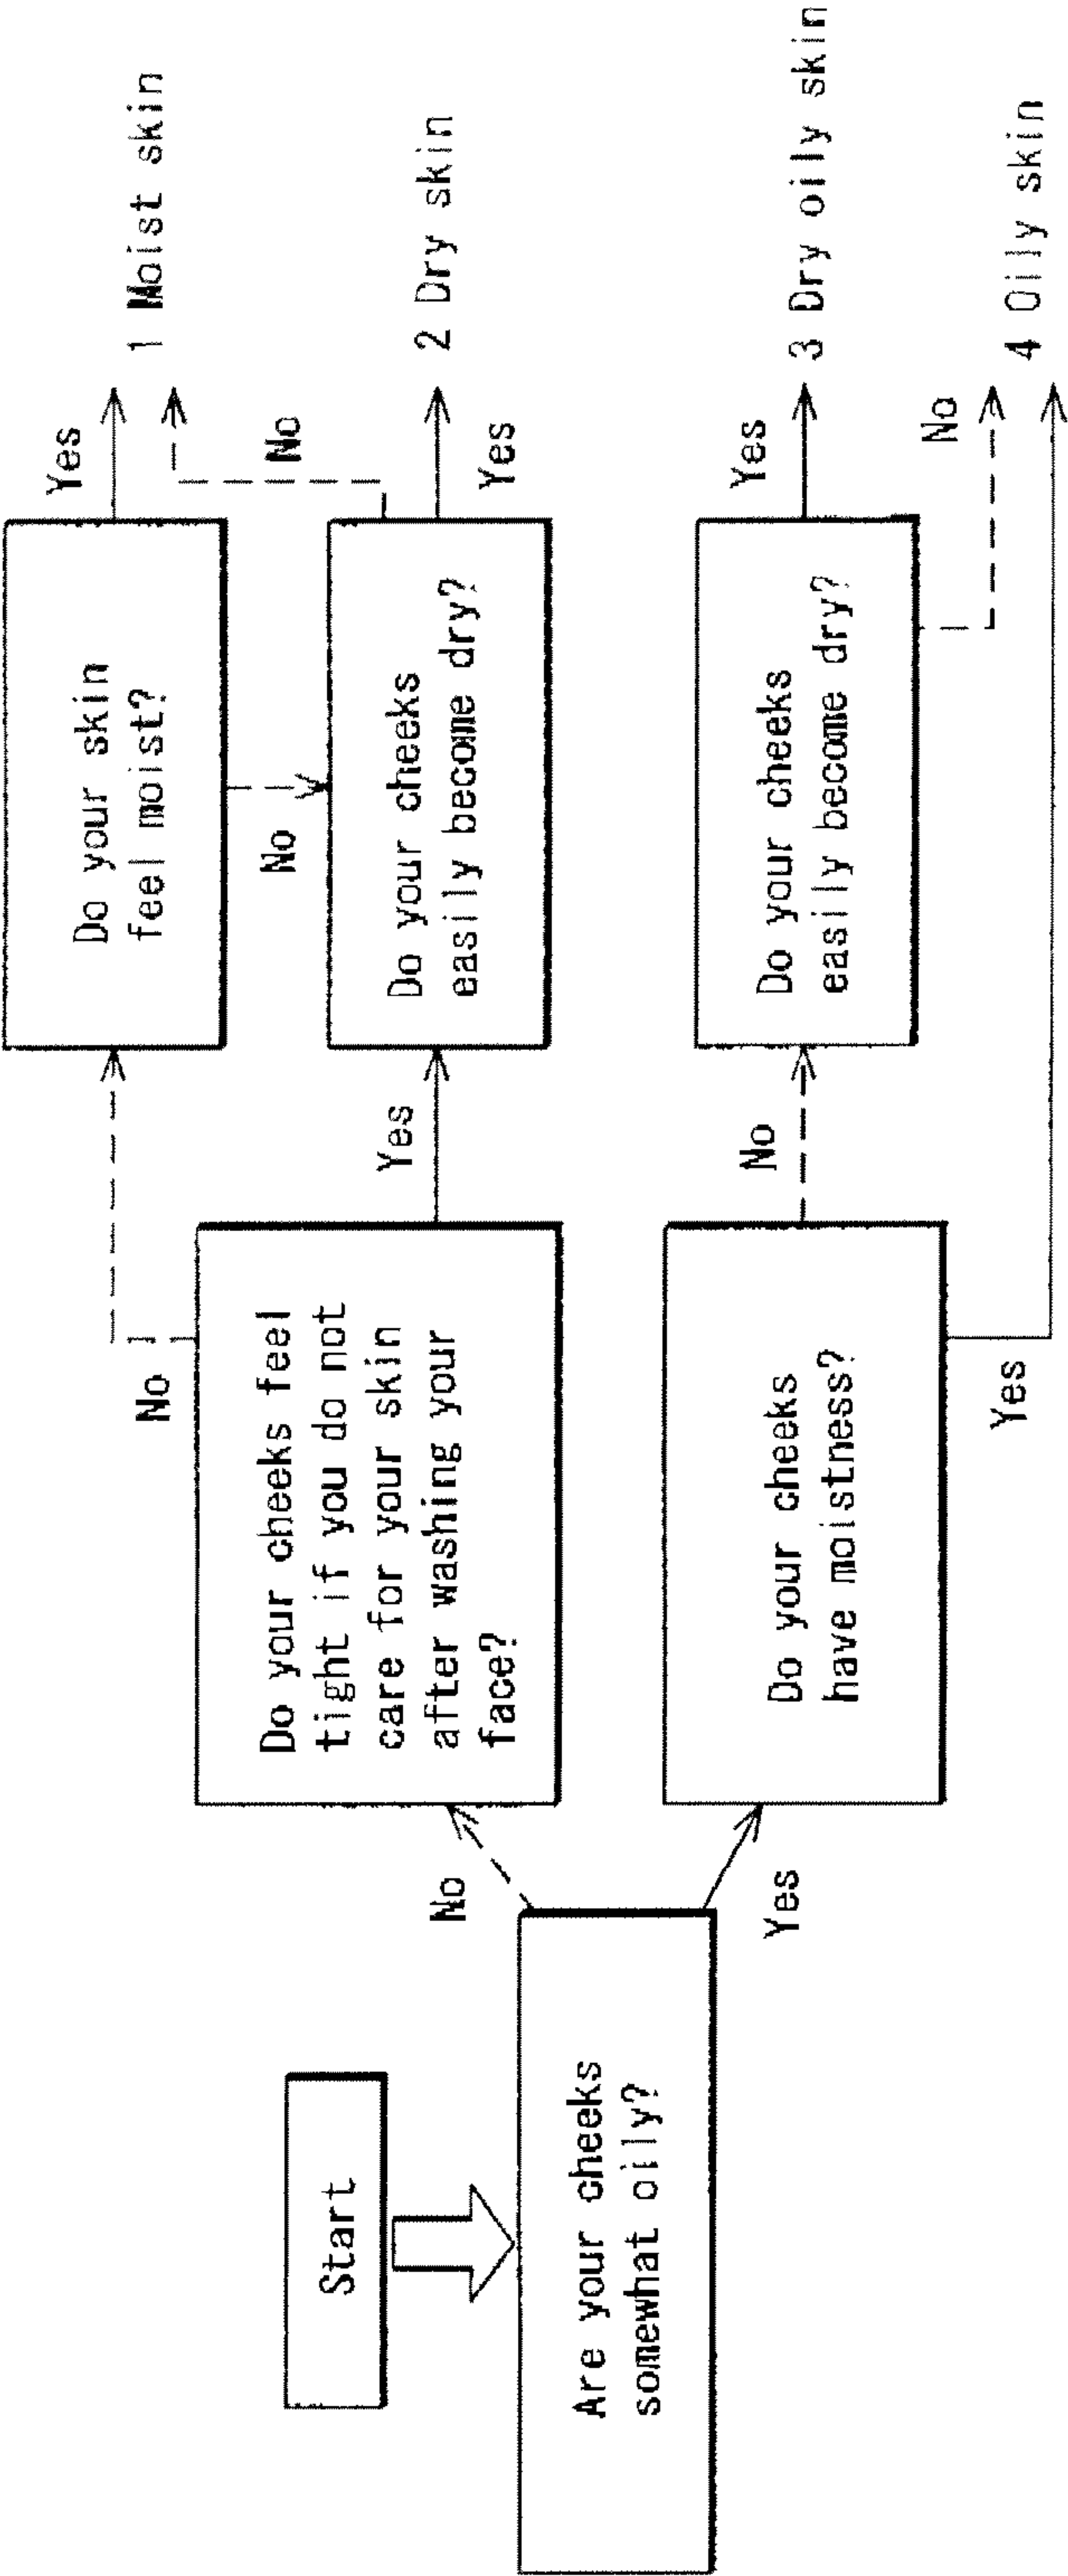 Start
Are your cheeks
somewhat oily?
No
Yes
Do your cheeks feel
tight if you do not
care for your skin
after washing your
face?
No
Yes
Do your cheeks
have moistness?
No
Yes
Do your skin
feel moist?
Yes
No
Do your cheeks
easily become dry?
No
Yes
Do your cheeks
easily become dry?
Yes
No
1 Moist skin
2 Dry skin
3 Dry oily skin
4 Oily skin